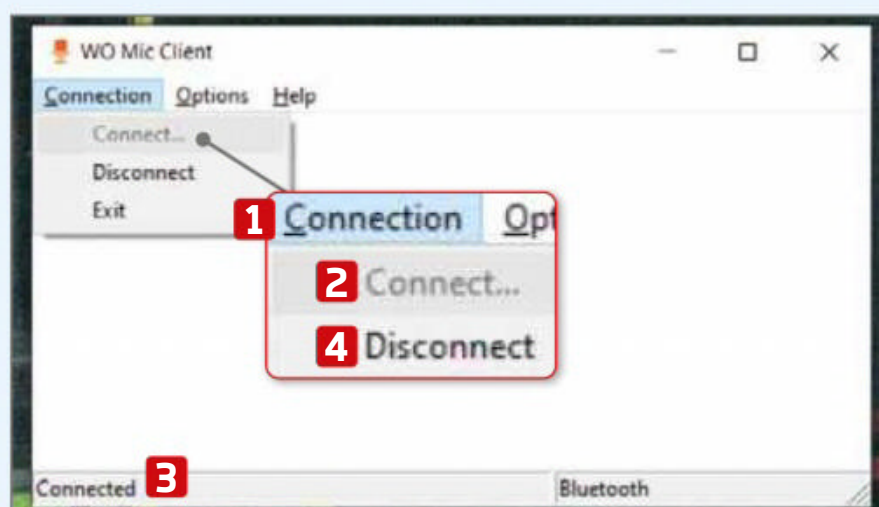 WO Mic Client
Connection Options Help
Connect...
Disconnect
Exit
1 Connection Opt
2 Connect...
4 Disconnect
Connected 3 Bluetooth